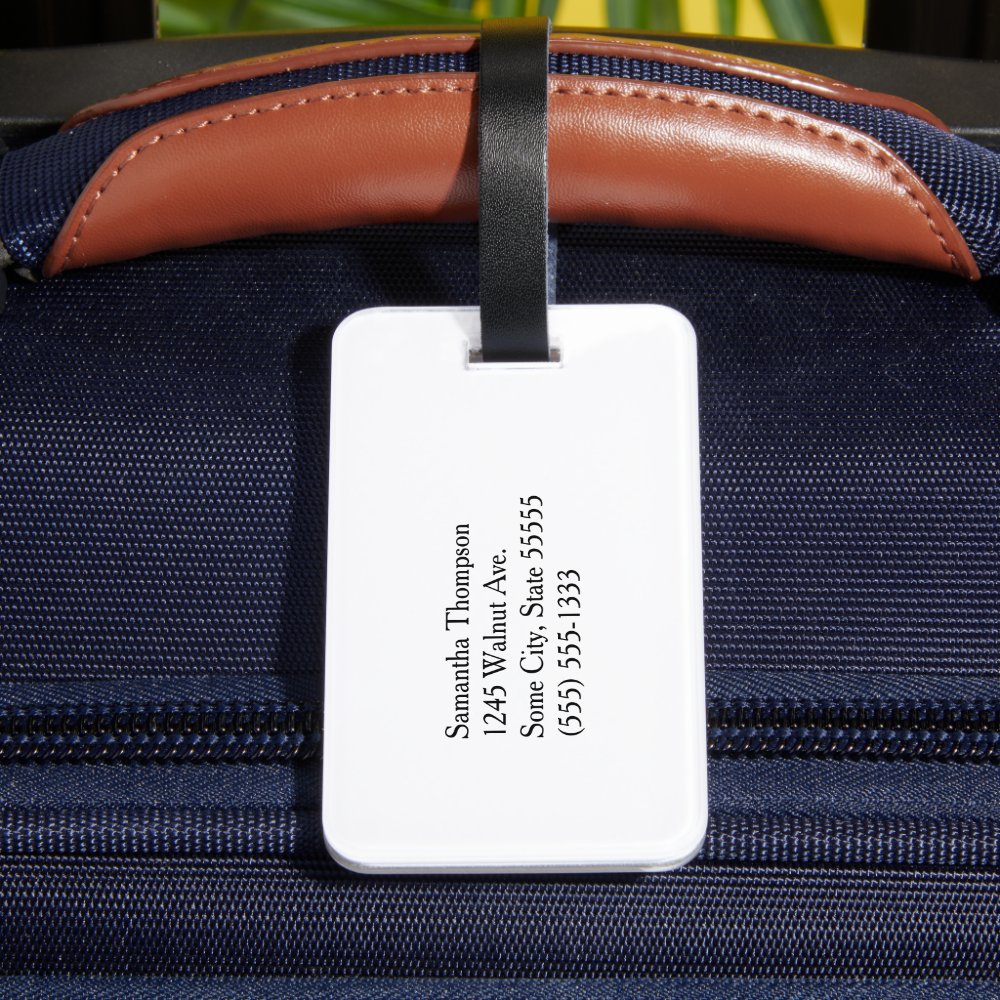 Samantha Thompson
1245 Walnut Ave.
Some City, State 55555
(555) 555-1333